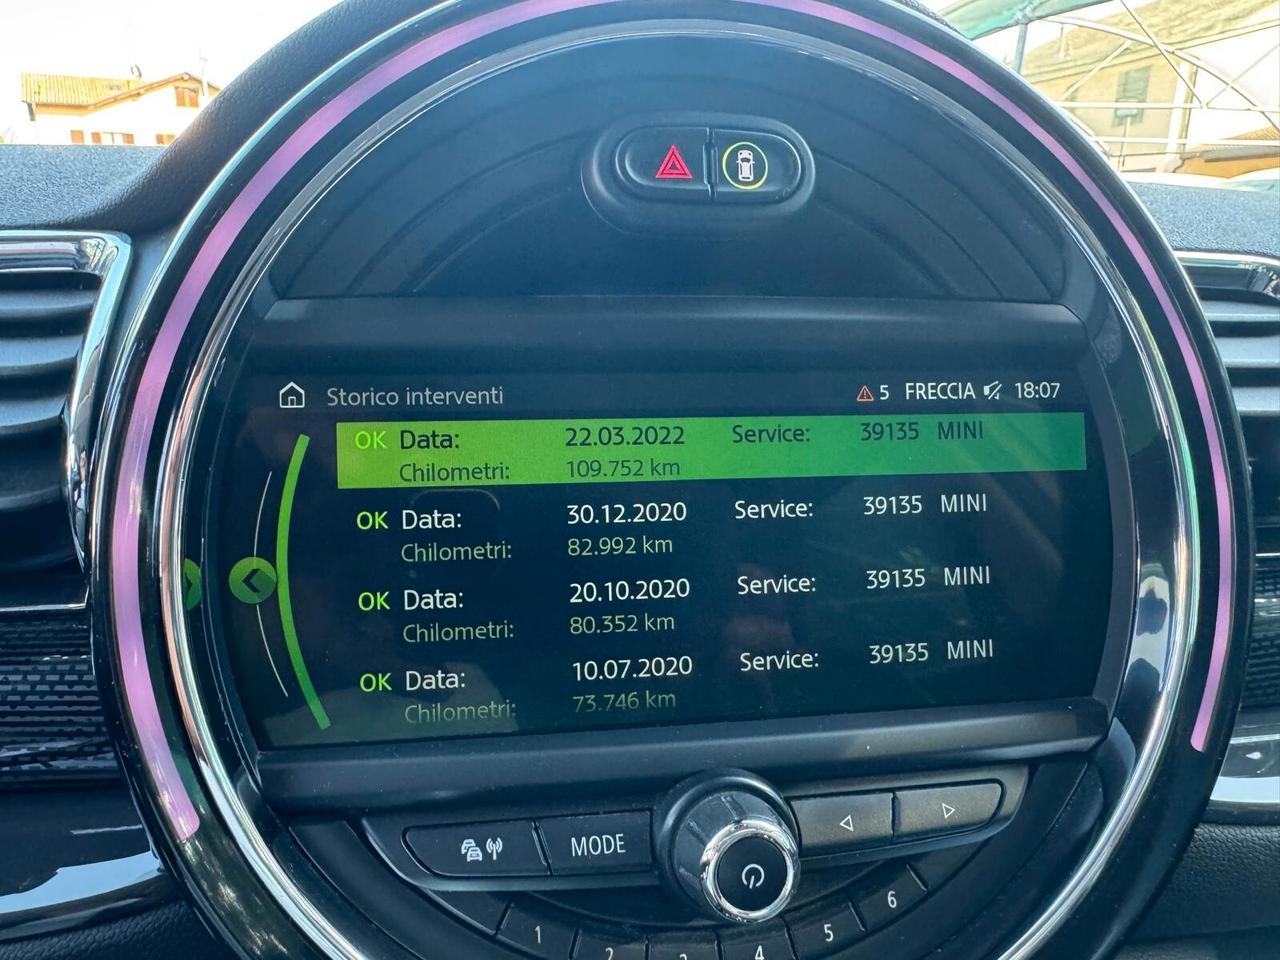 Storico interventi 5 FRECCIA 18:07
OK Data: 22.03.2022 Service: 39135 MINI
Chilometri: 109.752 km
OK Data: 30.12.2020 Service: 39135 MINI
Chilometri: 82.992 km
OK Data: 20.10.2020 Service: 39135 MINI
Chilometri: 80.352 km
OK Data: 10.07.2020 Service: 39135 MINI
Chilometri: 73.746 km
MODE
1 2 3 4 5 6